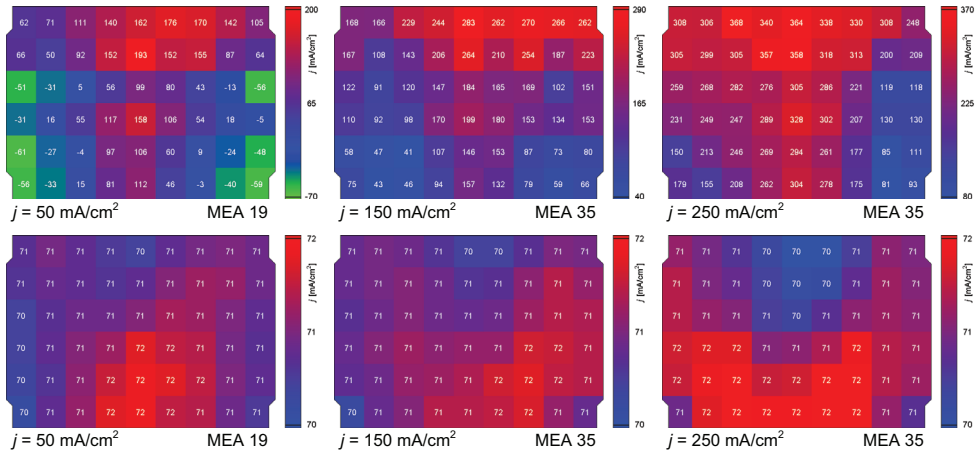 62 71 111 140 162 176 170 142 105
66 50 92 152 193 152 155 87 64
-51 -31 5 56 99 80 43 -13 -56
-31 16 55 117 158 106 54 18 -5
-61 -27 -4 97 106 60 9 -24 -48
-56 -33 15 81 112 46 -3 -40 -59
200
65
-70
j [mA/cm²]
j = 50 mA/cm² MEA 19
168 166 229 244 283 262 270 266 262
167 108 143 206 264 210 254 187 223
122 91 120 147 184 165 169 102 151
110 92 98 170 199 180 153 134 153
58 47 41 107 146 153 87 73 80
75 43 46 94 157 132 79 59 66
290
165
40
j [mA/cm²]
j = 150 mA/cm² MEA 35
308 306 362 368 364 338 330 308 248
305 299 305 357 358 318 313 200 209
259 268 282 276 305 286 221 119 118
231 249 247 289 328 302 207 130 130
150 213 246 269 294 261 177 85 111
179 155 208 262 304 278 175 81 93
370
225
80
j [mA/cm²]
j = 250 mA/cm² MEA 35
71 71 71 71 70 71 71 71 71
71 71 71 71 71 71 71 71 71
70 71 71 71 71 71 71 71 71
70 71 71 71 72 72 71 71 71
70 71 71 72 72 72 71 71 71
70 71 71 72 72 71 71 71 71
72
71
70
j [mA/cm²]
j = 50 mA/cm² MEA 19
71 71 71 71 70 70 71 71 71
71 71 71 71 71 71 71 71 71
71 71 71 71 71 71 71 71 71
71 71 71 71 71 71 72 72 71
71 71 71 71 71 72 72 71 71
70 71 71 71 71 72 72 71 71
72
71
70
j [mA/cm²]
j = 150 mA/cm² MEA 35
71 71 71 70 70 70 71 71 71
71 71 71 70 70 70 71 71 71
71 71 71 71 70 71 71 71 71
72 72 72 71 71 71 72 71 71
72 72 72 72 72 72 72 71 71
71 72 72 72 72 72 72 71 71
72
71
70
j [mA/cm²]
j = 250 mA/cm² MEA 35